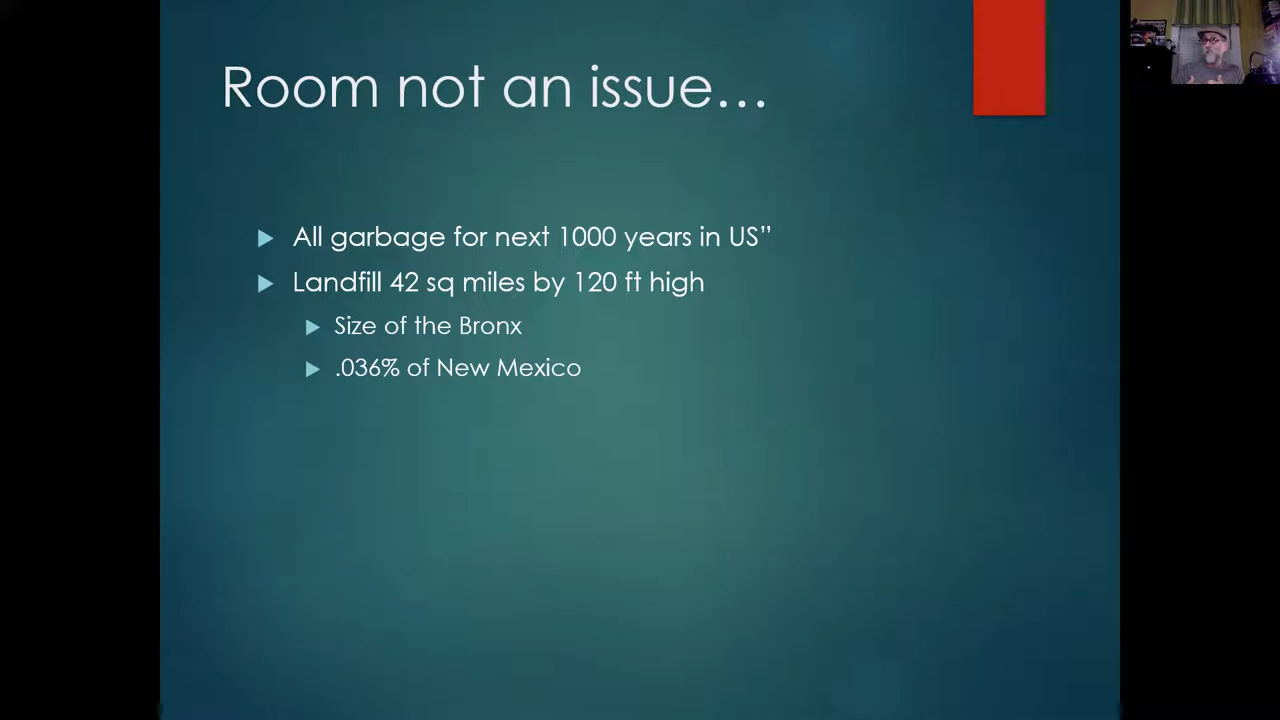 Room not an issue…
All garbage for next 1000 years in US”
Landfill 42 sq miles by 120 ft high
Size of the Bronx
.036% of New Mexico